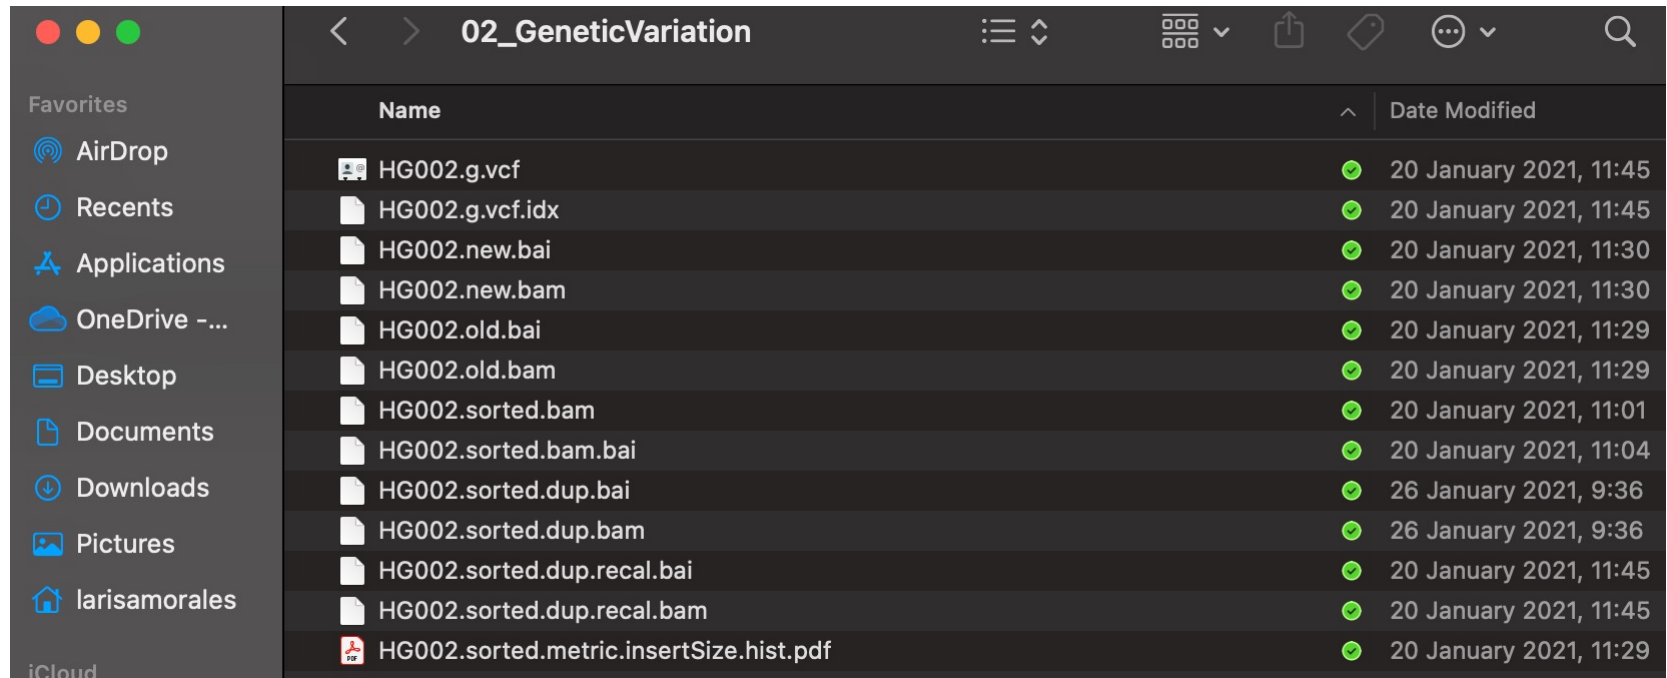 02_GeneticVariation
Favorites
AirDrop
Recents
Applications
OneDrive -...
Desktop
Documents
Downloads
Pictures
larisamorales
iCloud
Name Date Modified
HG002.g.vcf 20 January 2021, 11:45
HG002.g.vcf.idx 20 January 2021, 11:45
HG002.new.bai 20 January 2021, 11:30
HG002.new.bam 20 January 2021, 11:30
HG002.old.bai 20 January 2021, 11:29
HG002.old.bam 20 January 2021, 11:29
HG002.sorted.bam 20 January 2021, 11:01
HG002.sorted.bam.bai 20 January 2021, 11:04
HG002.sorted.dup.bai 26 January 2021, 9:36
HG002.sorted.dup.bam 26 January 2021, 9:36
HG002.sorted.dup.recal.bai 20 January 2021, 11:45
HG002.sorted.dup.recal.bam 20 January 2021, 11:45
PDF HG002.sorted.metric.insertSize.hist.pdf 20 January 2021, 11:29